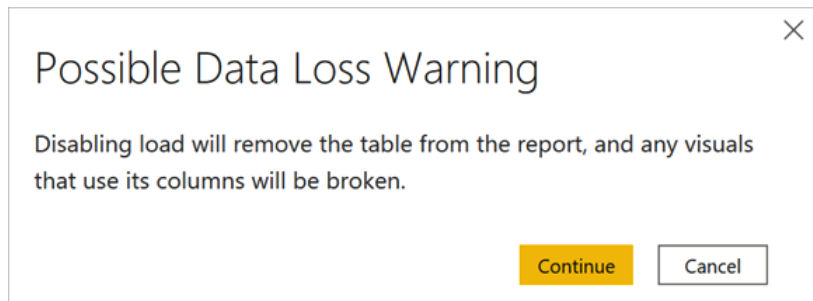 Possible Data Loss Warning
Disabling load will remove the table from the report, and any visuals
that use its columns will be broken.
Continue
Cancel